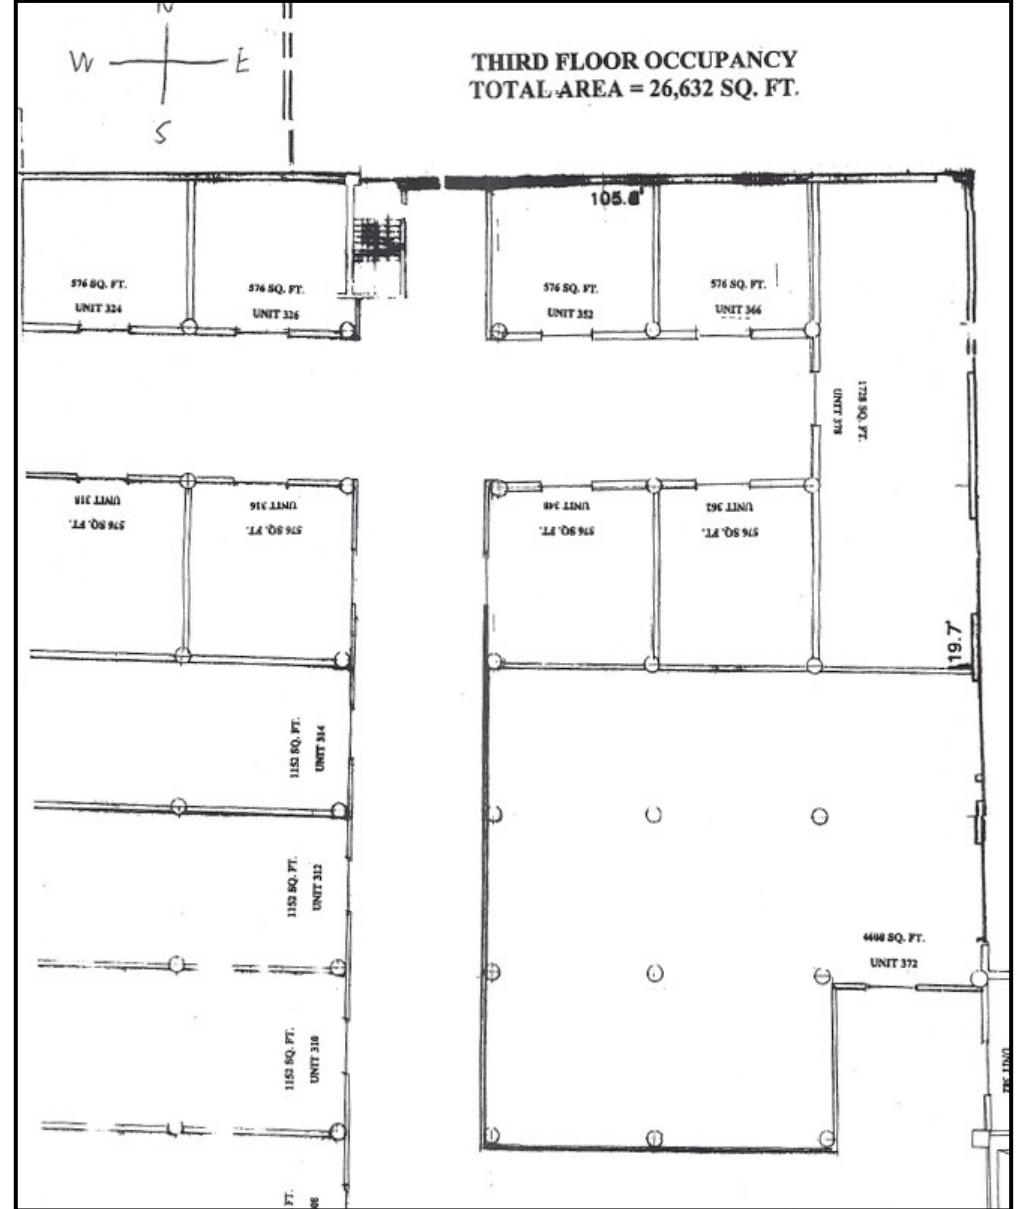 N
W E
S
THIRD FLOOR OCCUPANCY
TOTAL AREA = 26,632 SQ. FT.
105.6'
576 SQ. FT.
UNIT 324
576 SQ. FT.
UNIT 326
576 SQ. FT.
UNIT 352
576 SQ. FT.
UNIT 366
1728 SQ. FT.
UNIT 378
UNIT 318
576 SQ. FT.
UNIT 316
576 SQ. FT.
UNIT 348
576 SQ. FT.
UNIT 362
576 SQ. FT.
19.7'
1152 SQ. FT.
UNIT 314
1152 SQ. FT.
UNIT 312
4608 SQ. FT.
UNIT 372
1152 SQ. FT.
UNIT 310
UNIT 382
FT.
08